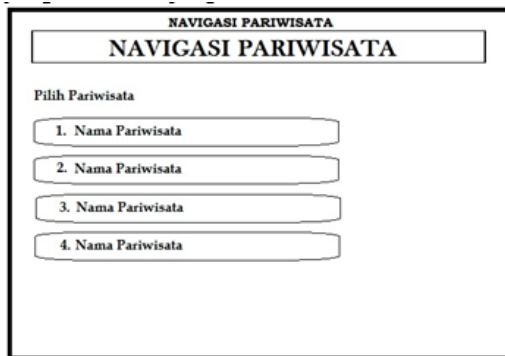 NAVIGASI PARIWISATA
NAVIGASI PARIWISATA
Pilih Pariwisata
1. Nama Pariwisata
2. Nama Pariwisata
3. Nama Pariwisata
4. Nama Pariwisata